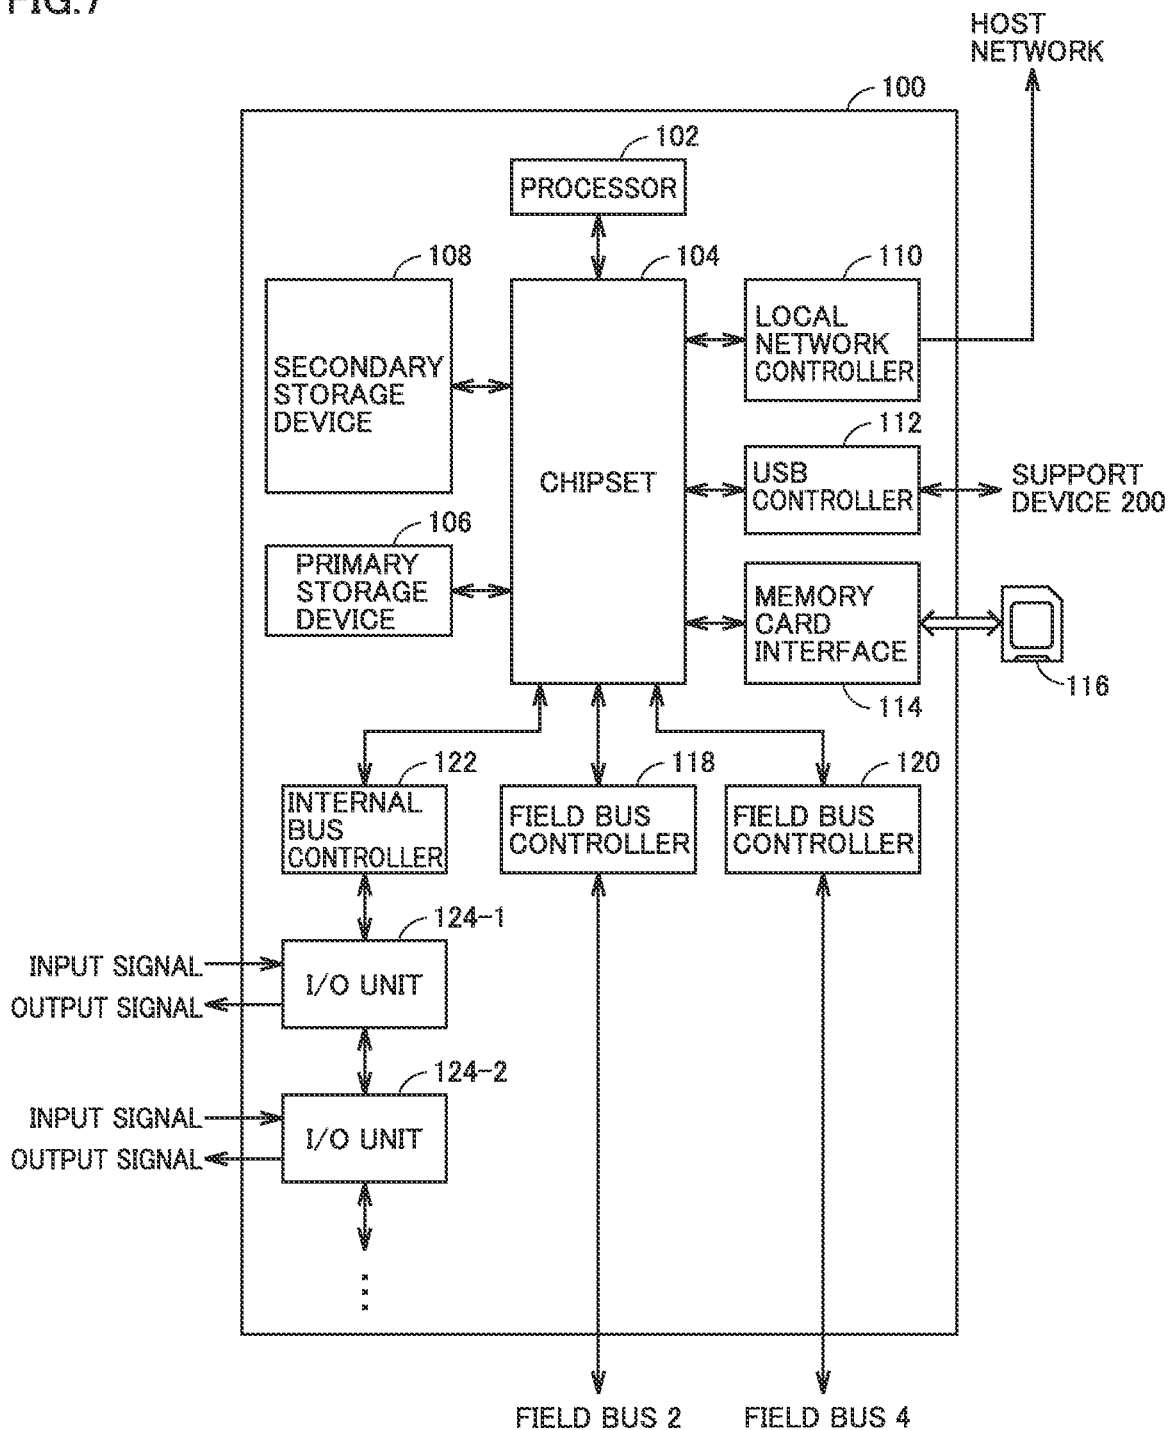 FIG.7
HOST
NETWORK
100
102
PROCESSOR
108
104
110
SECONDARY
STORAGE
DEVICE
CHIPSET
LOCAL
NETWORK
CONTROLLER
112
USB
CONTROLLER
SUPPORT
DEVICE 200
106
PRIMARY
STORAGE
DEVICE
MEMORY
CARD
INTERFACE
114
116
122
118
120
INTERNAL
BUS
CONTROLLER
FIELD BUS
CONTROLLER
FIELD BUS
CONTROLLER
124-1
INPUT SIGNAL
OUTPUT SIGNAL
I/O UNIT
124-2
INPUT SIGNAL
OUTPUT SIGNAL
I/O UNIT
FIELD BUS 2
FIELD BUS 4